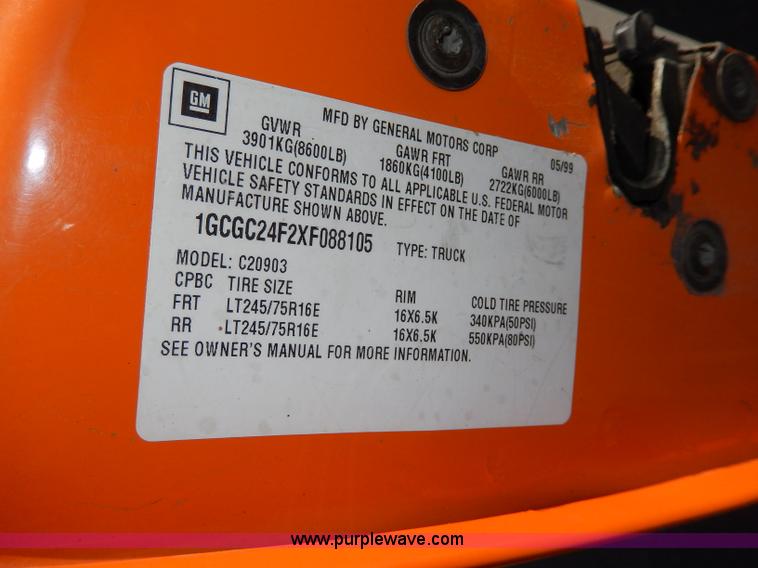 GM
MFD BY GENERAL MOTORS CORP 05/99
GVWR GAWR FRT GAWR RR
3901KG(8600LB) 1860KG(4100LB) 2722KG(6000LB)
THIS VEHICLE CONFORMS TO ALL APPLICABLE U.S. FEDERAL MOTOR
VEHICLE SAFETY STANDARDS IN EFFECT ON THE DATE OF
MANUFACTURE SHOWN ABOVE.
1GCGC24F2XF088105 TYPE: TRUCK
MODEL: C20903
CPBC TIRE SIZE RIM COLD TIRE PRESSURE
FRT LT245/75R16E 16X6.5K 340KPA(50PSI)
RR LT245/75R16E 16X6.5K 550KPA(80PSI)
SEE OWNER'S MANUAL FOR MORE INFORMATION.
www.purplewave.com